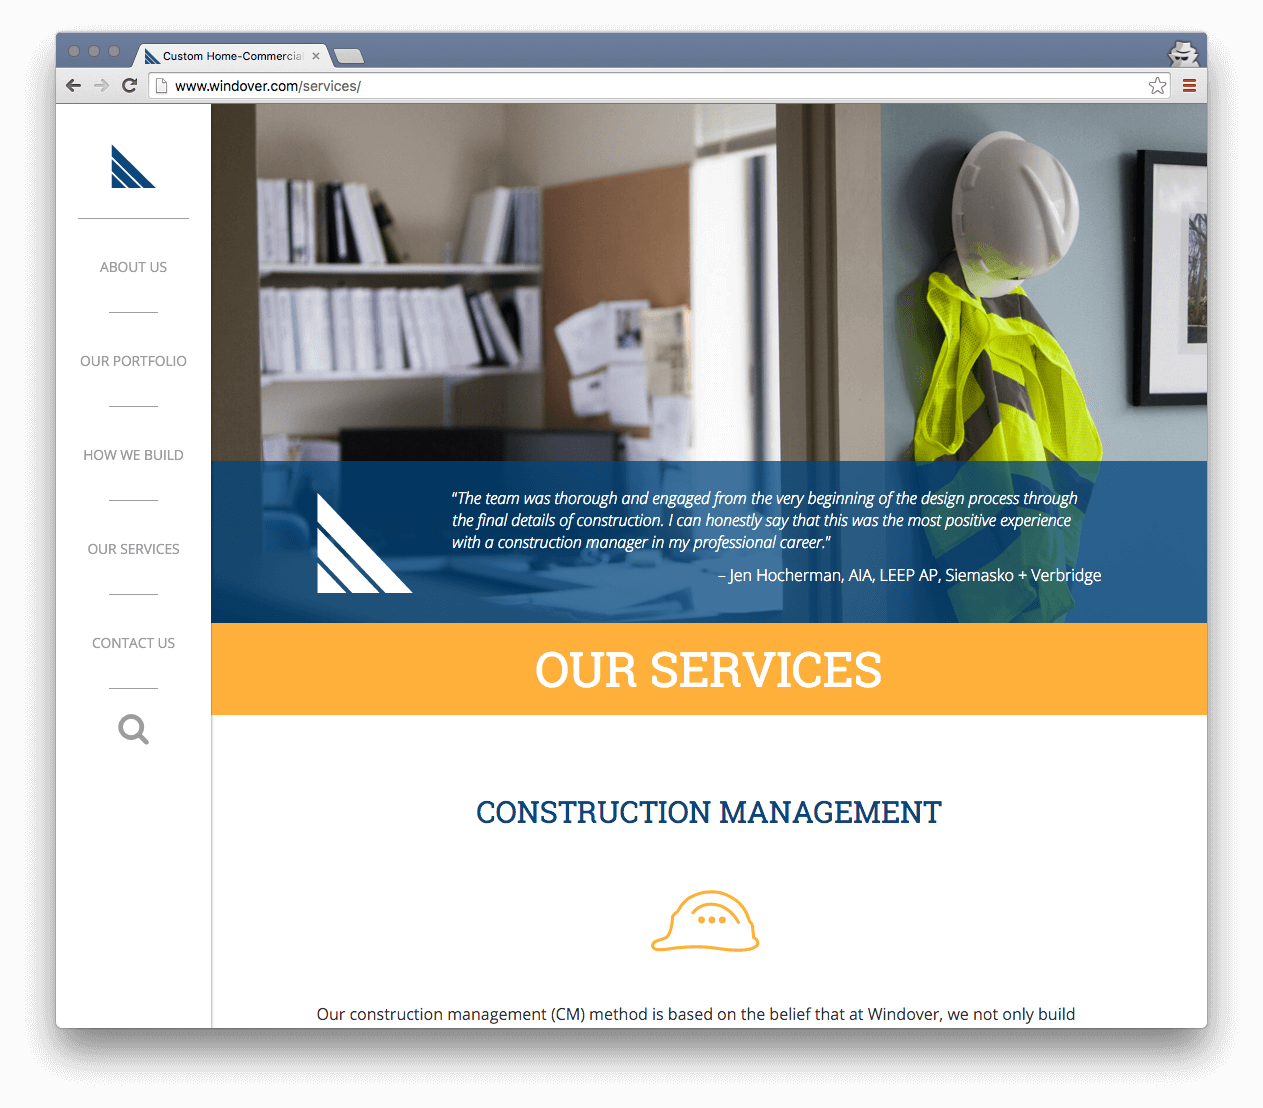 Custom Home-Commercia
www.windover.com/services/
ABOUT US
OUR PORTFOLIO
HOW WE BUILD
OUR SERVICES
CONTACT US
"The team was thorough and engaged from the very beginning of the design process through
the final details of construction. I can honestly say that this was the most positive experience
with a construction manager in my professional career."
– Jen Hocherman, AIA, LEEP AP, Siemasko + Verbridge
OUR SERVICES
CONSTRUCTION MANAGEMENT
Our construction management (CM) method is based on the belief that at Windover, we not only build